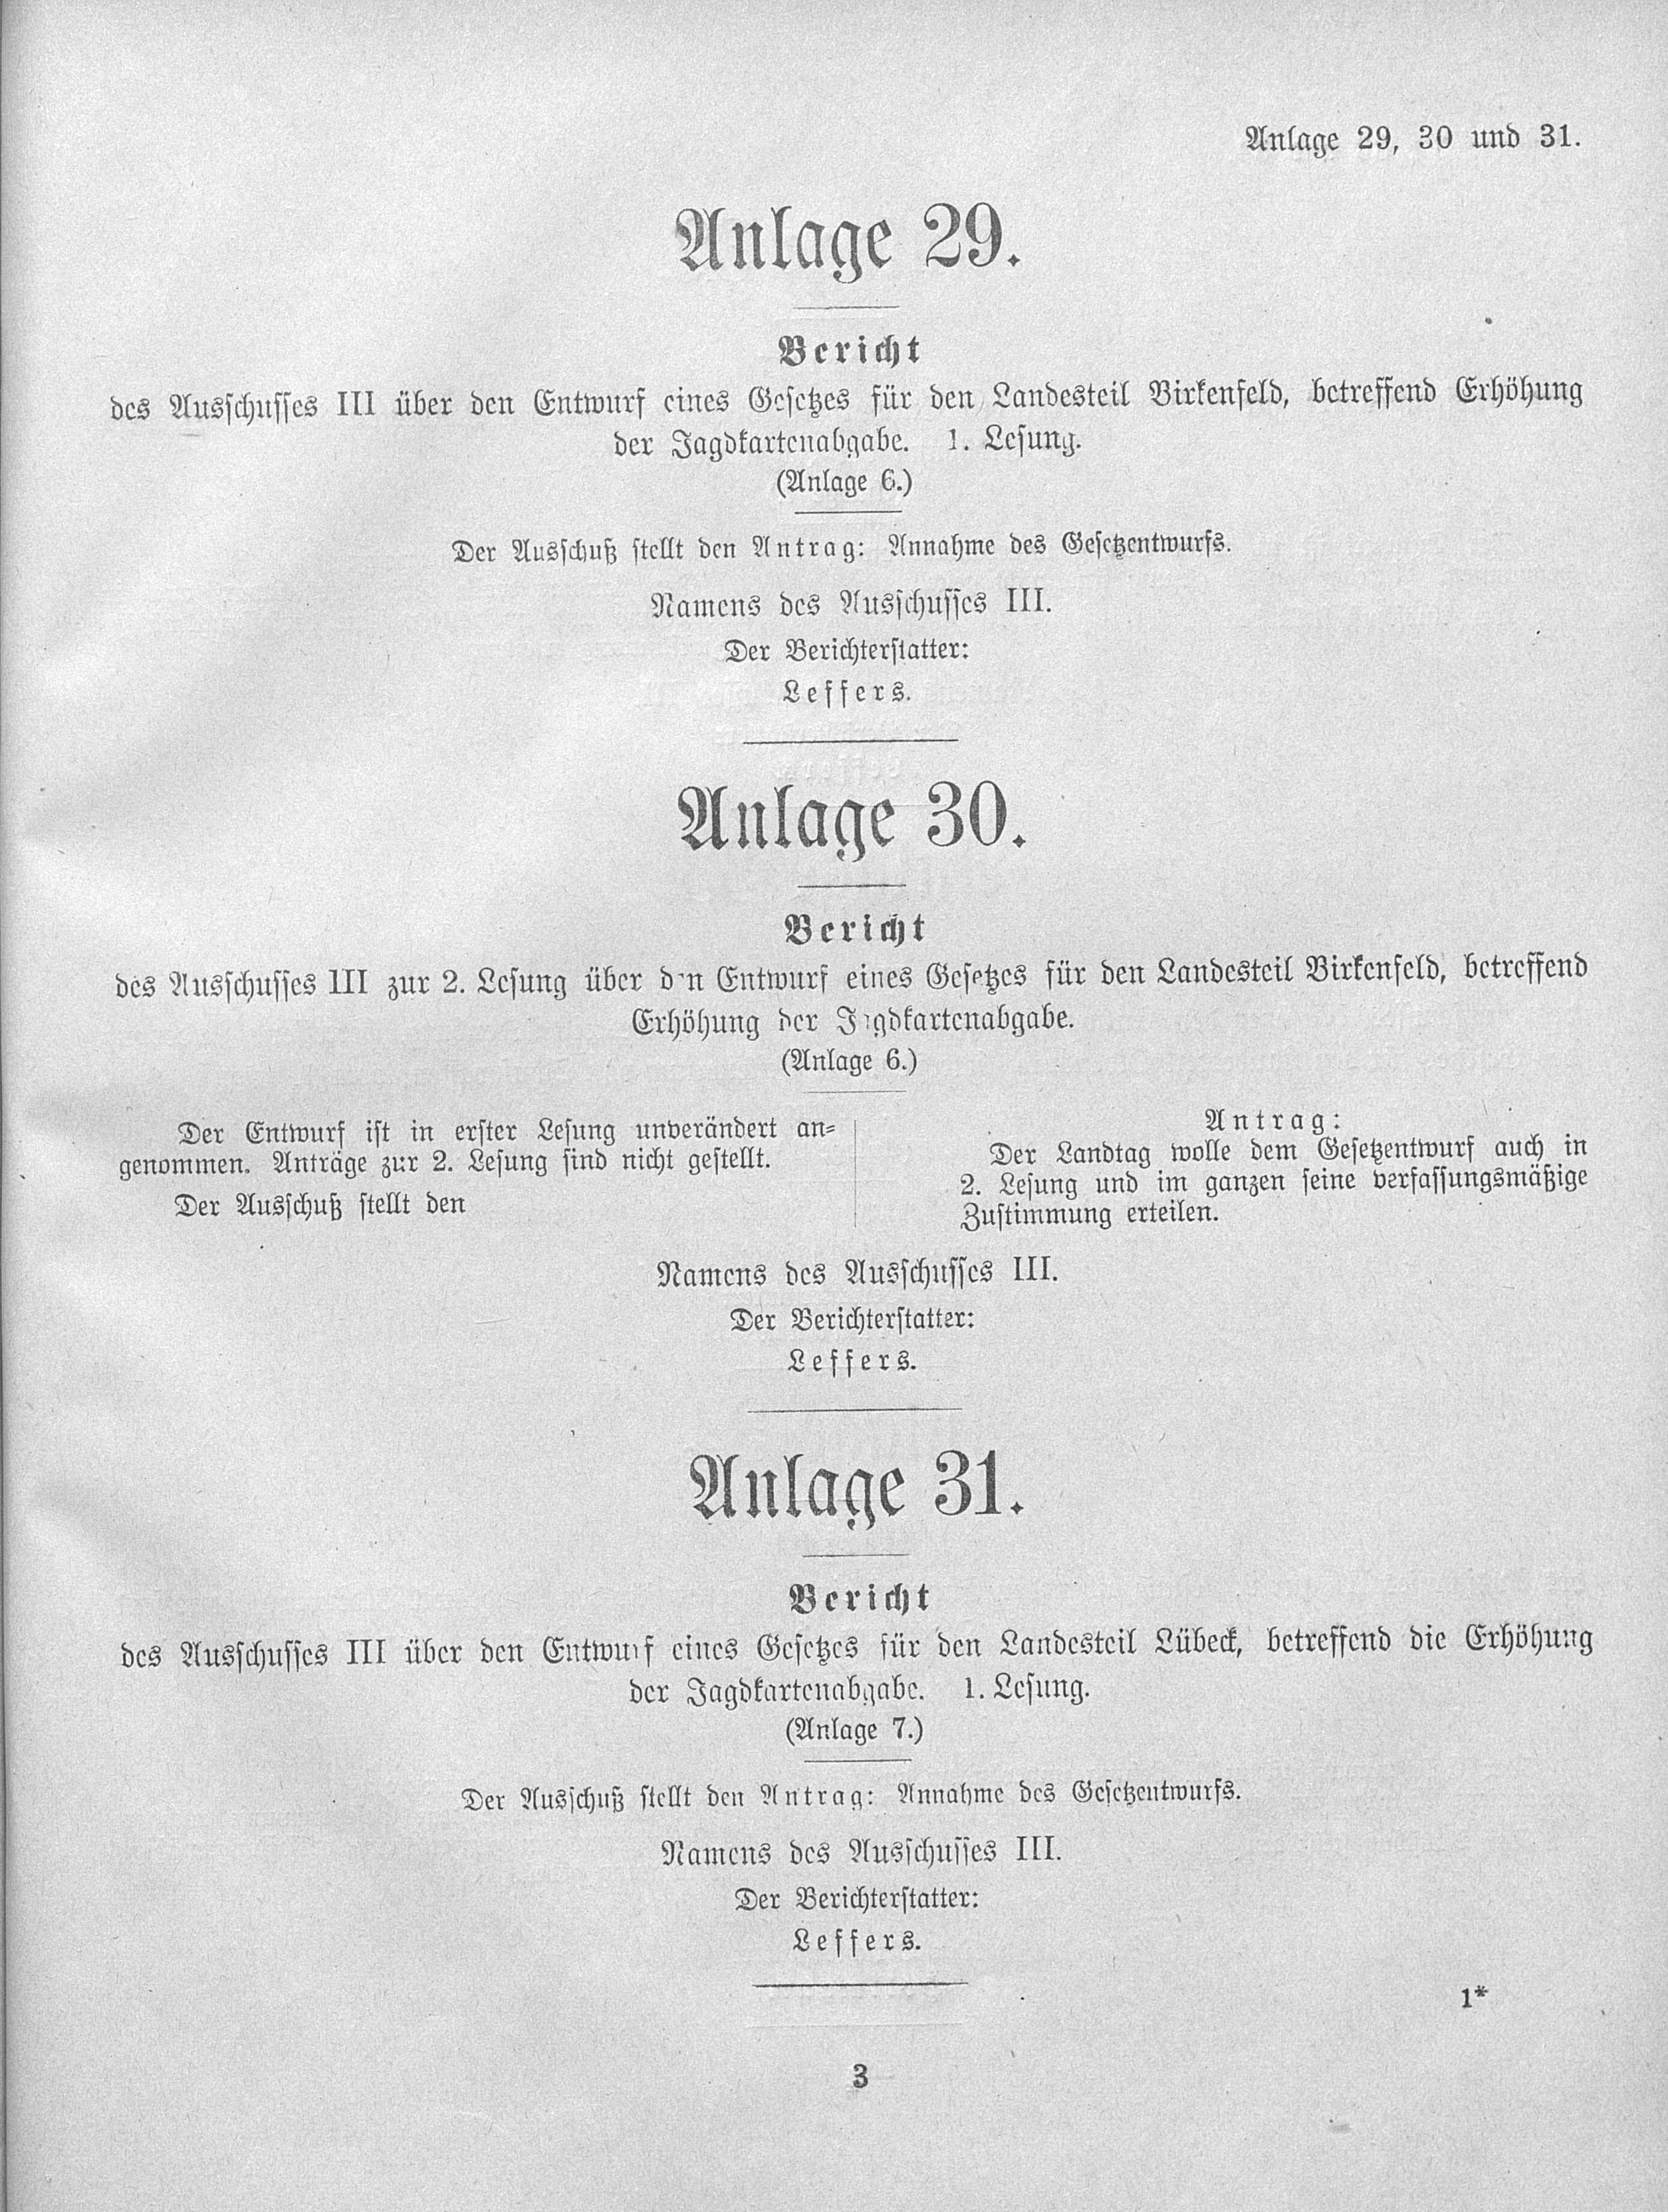 Anlage 29, 30 und 31.
Anlage 29.
Bericht
des Ausschusses III über den Entwurf eines Gesetzes für den Landesteil Birkenfeld, betreffend Erhöhung
der Jagdkartenabgabe. 1. Lesung.
(Anlage 6.)
Der Ausschuß stellt den Antrag: Annahme des Gesetzentwurfs.
Namens des Ausschusses III.
Der Berichterstatter:
Leffers.
Anlage 30.
Bericht
des Ausschusses III zur 2. Lesung über den Entwurf eines Gesetzes für den Landesteil Birkenfeld, betreffend
Erhöhung der Jagdkartenabgabe.
(Anlage 6.)
Der Entwurf ist in erster Lesung unverändert an-
genommen. Anträge zur 2. Lesung sind nicht gestellt.
Der Ausschuß stellt den
Antrag:
Der Landtag wolle dem Gesetzentwurf auch in
2. Lesung und im ganzen seine verfassungsmäßige
Zustimmung erteilen.
Namens des Ausschusses III.
Der Berichterstatter:
Leffers.
Anlage 31.
Bericht
des Ausschusses III über den Entwurf eines Gesetzes für den Landesteil Lübeck, betreffend die Erhöhung
der Jagdkartenabgabe. 1. Lesung.
(Anlage 7.)
Der Ausschuß stellt den Antrag: Annahme des Gesetzentwurfs.
Namens des Ausschusses III.
Der Berichterstatter:
Leffers.
1*
3